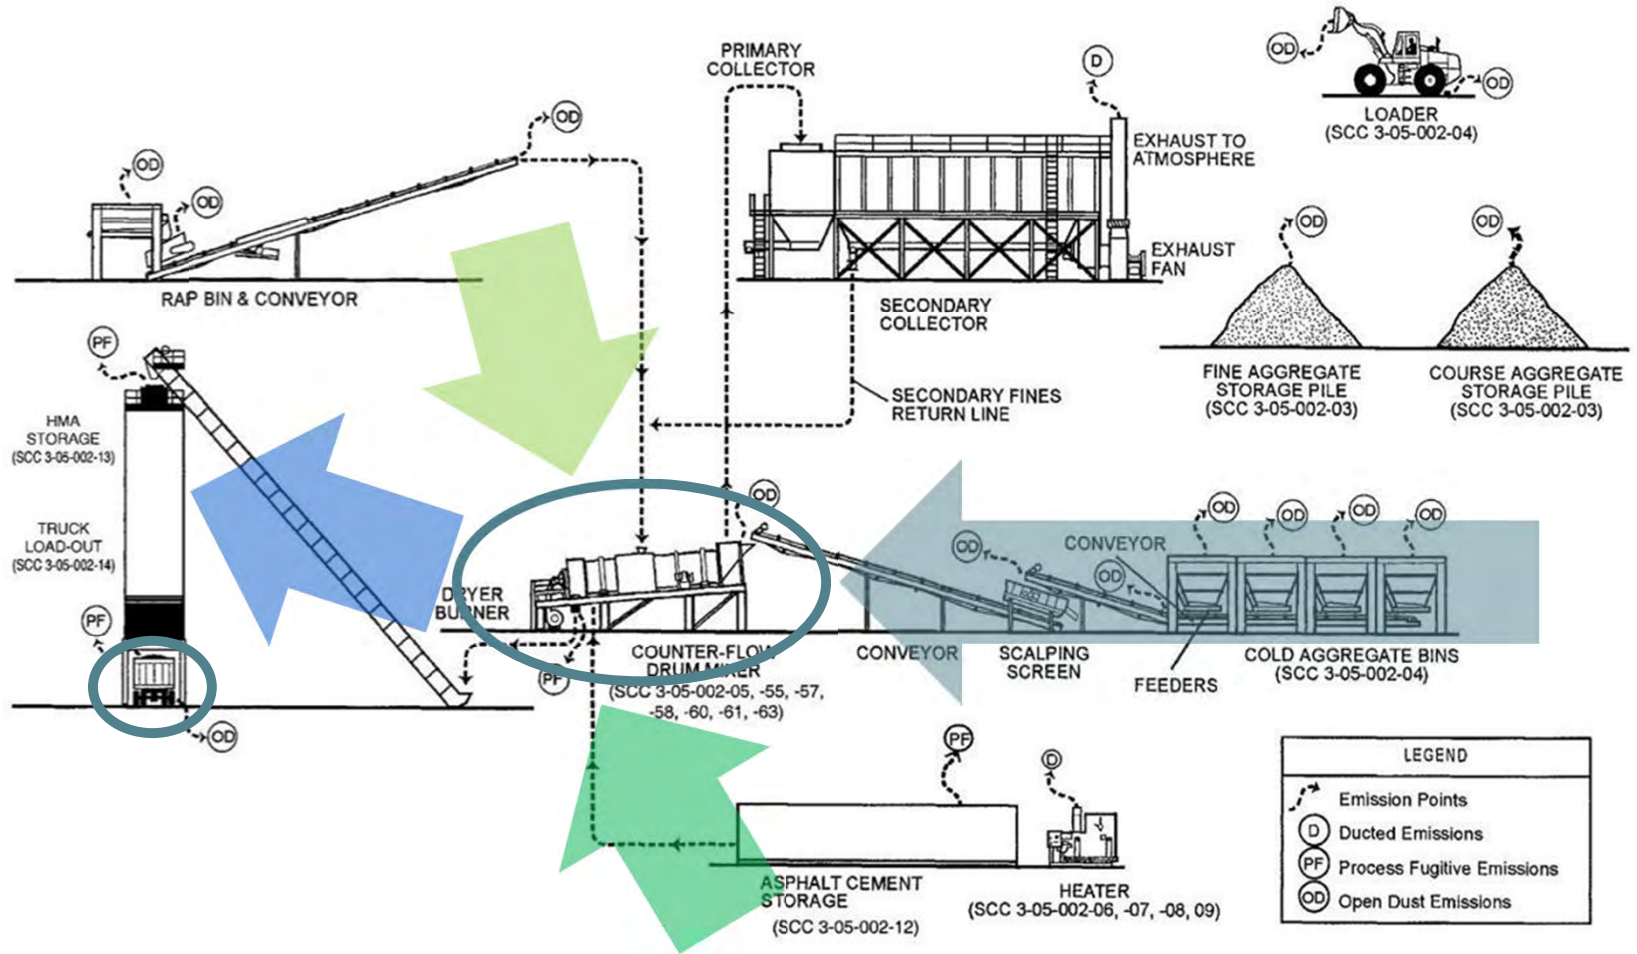 PRIMARY
COLLECTOR
D
OD
OD
LOADER
(SCC 3-05-002-04)
OD
OD
OD
RAP BIN & CONVEYOR
EXHAUST TO
ATMOSPHERE
EXHAUST
FAN
SECONDARY
COLLECTOR
SECONDARY FINES
RETURN LINE
OD
FINE AGGREGATE
STORAGE PILE
(SCC 3-05-002-03)
OD
COURSE AGGREGATE
STORAGE PILE
(SCC 3-05-002-03)
PF
HMA
STORAGE
(SCC 3-05-002-13)
TRUCK
LOAD-OUT
(SCC 3-05-002-14)
PF
OD
DRYER
BURNER
OD
PF
COUNTER-FLOW
DRUM MIXER
(SCC 3-05-002-05, -55, -57,
-58, -60, -61, -63)
CONVEYOR
OD
SCALPING
SCREEN
CONVEYOR
OD
FEEDERS
OD
OD
OD
OD
COLD AGGREGATE BINS
(SCC 3-05-002-04)
PF
ASPHALT CEMENT
STORAGE
(SCC 3-05-002-12)
D
HEATER
(SCC 3-05-002-06, -07, -08, 09)
LEGEND
Emission Points
D Ducted Emissions
PF Process Fugitive Emissions
OD Open Dust Emissions